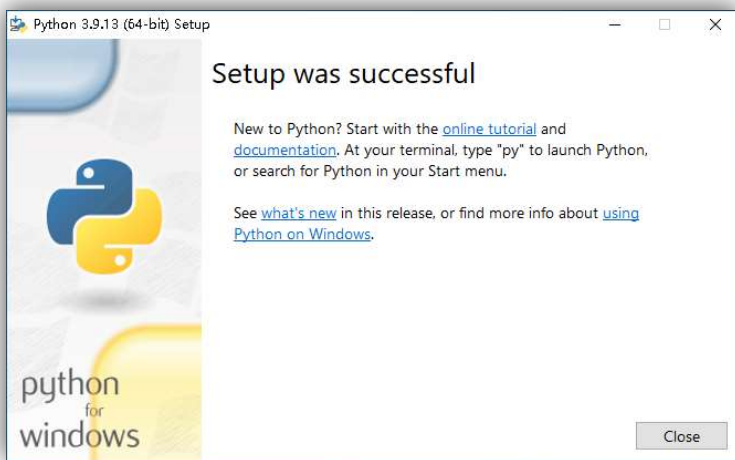 Python 3.9.13 (64-bit) Setup
Setup was successful
New to Python? Start with the online tutorial and
documentation. At your terminal, type "py" to launch Python,
or search for Python in your Start menu.
See what's new in this release, or find more info about using
Python on Windows.
python
for
windows
Close